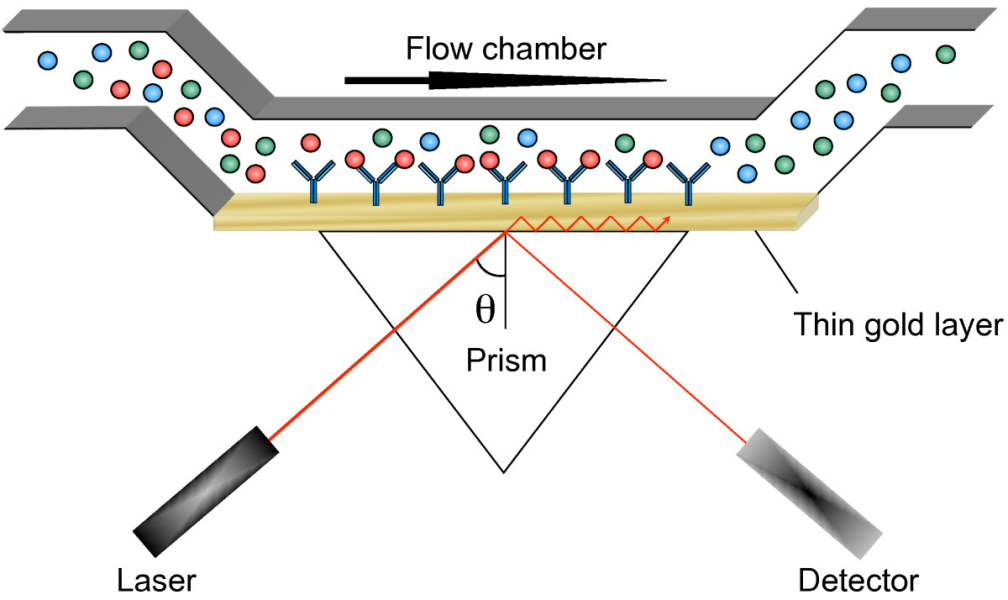 Flow chamber
θ
Prism
Thin gold layer
Laser
Detector